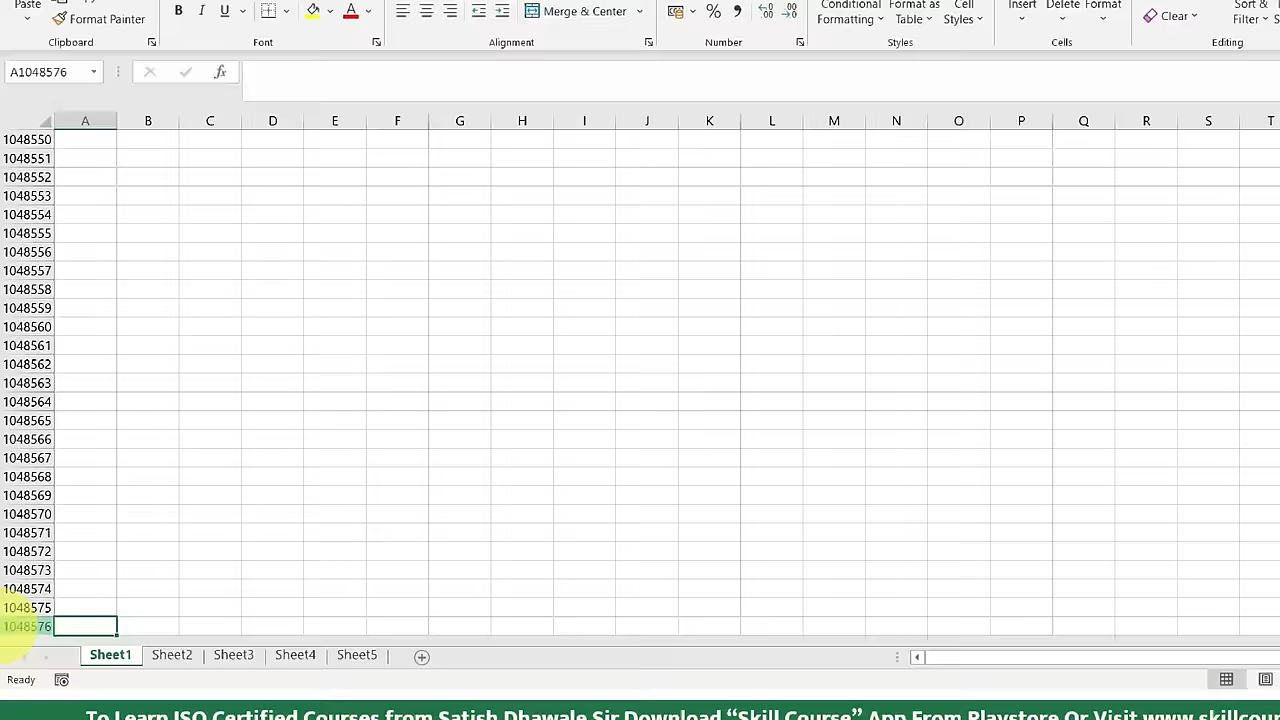 Paste
Format Painter
B I U
Merge & Center
%
Conditional Format as Cell
Formatting Table Styles
Insert Delete Format
Clear
Sort &
Filter
Clipboard Font Alignment Number Styles Cells Editing
A1048576 fx
A B C D E F G H I J K L M N O P Q R S T
1048550
1048551
1048552
1048553
1048554
1048555
1048556
1048557
1048558
1048559
1048560
1048561
1048562
1048563
1048564
1048565
1048566
1048567
1048568
1048569
1048570
1048571
1048572
1048573
1048574
1048575
1048576
Sheet1 Sheet2 Sheet3 Sheet4 Sheet5
Ready
To Learn ISO Certified Courses from Satish Dhawale Sir Download “Skill Course” App From Playstore Or Visit www.skillcou